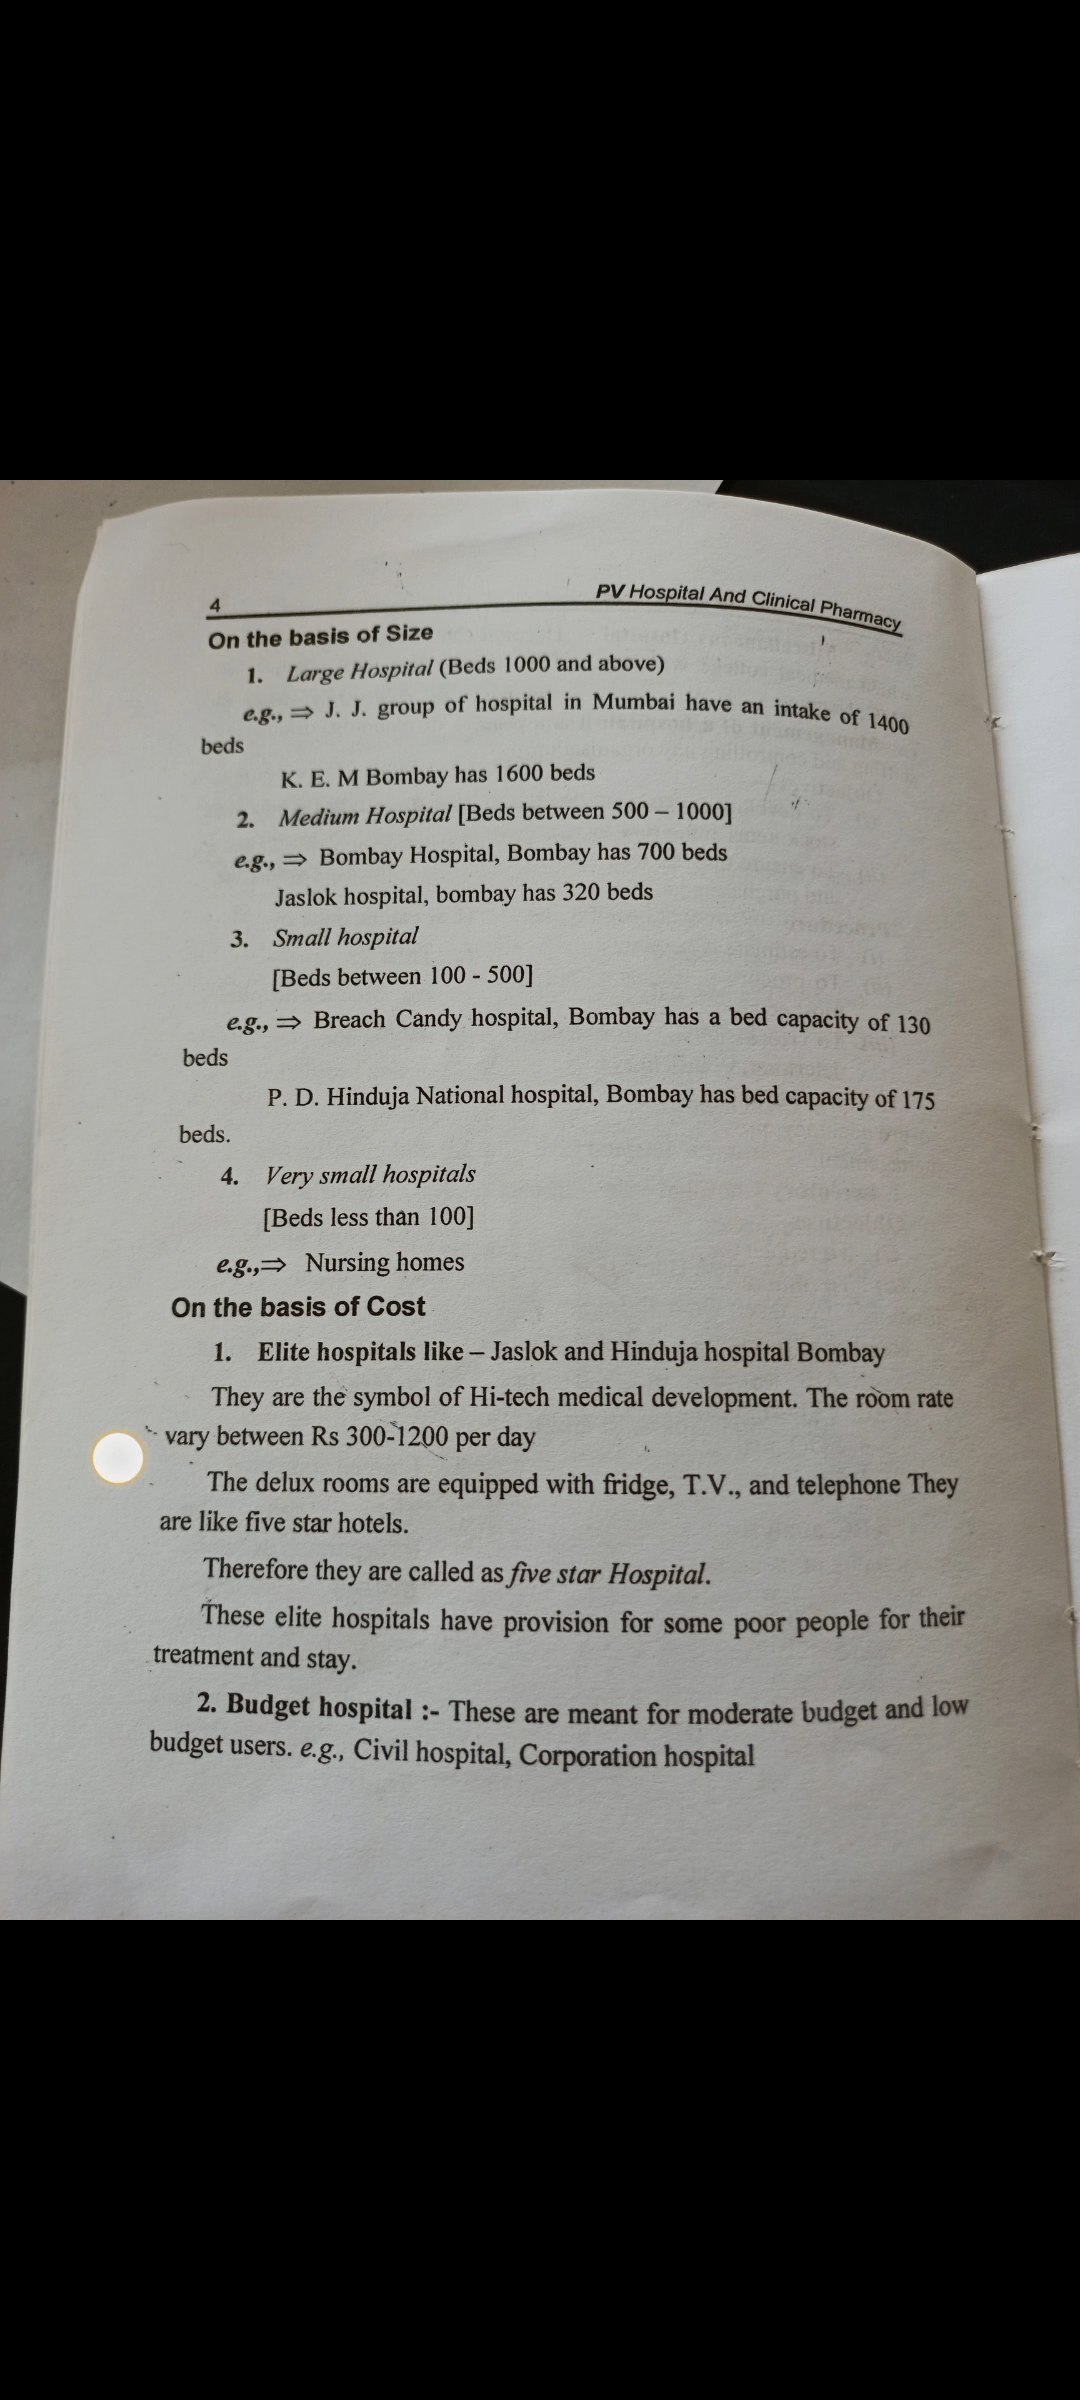 4
PV Hospital And Clinical Pharmacy
On the basis of Size
1. Large Hospital (Beds 1000 and above)
e.g., ⇒ J. J. group of hospital in Mumbai have an intake of 1400
beds
K. E. M Bombay has 1600 beds
2. Medium Hospital [Beds between 500 – 1000]
e.g., ⇒ Bombay Hospital, Bombay has 700 beds
Jaslok hospital, bombay has 320 beds
3. Small hospital
[Beds between 100 - 500]
e.g., ⇒ Breach Candy hospital, Bombay has a bed capacity of 130
beds
P. D. Hinduja National hospital, Bombay has bed capacity of 175
beds.
4. Very small hospitals
[Beds less than 100]
e.g.,⇒ Nursing homes
On the basis of Cost
1. Elite hospitals like – Jaslok and Hinduja hospital Bombay
They are the symbol of Hi-tech medical development. The room rate
vary between Rs 300-1200 per day
The delux rooms are equipped with fridge, T.V., and telephone They
are like five star hotels.
Therefore they are called as five star Hospital.
These elite hospitals have provision for some poor people for their
treatment and stay.
2. Budget hospital :- These are meant for moderate budget and low
budget users. e.g., Civil hospital, Corporation hospital